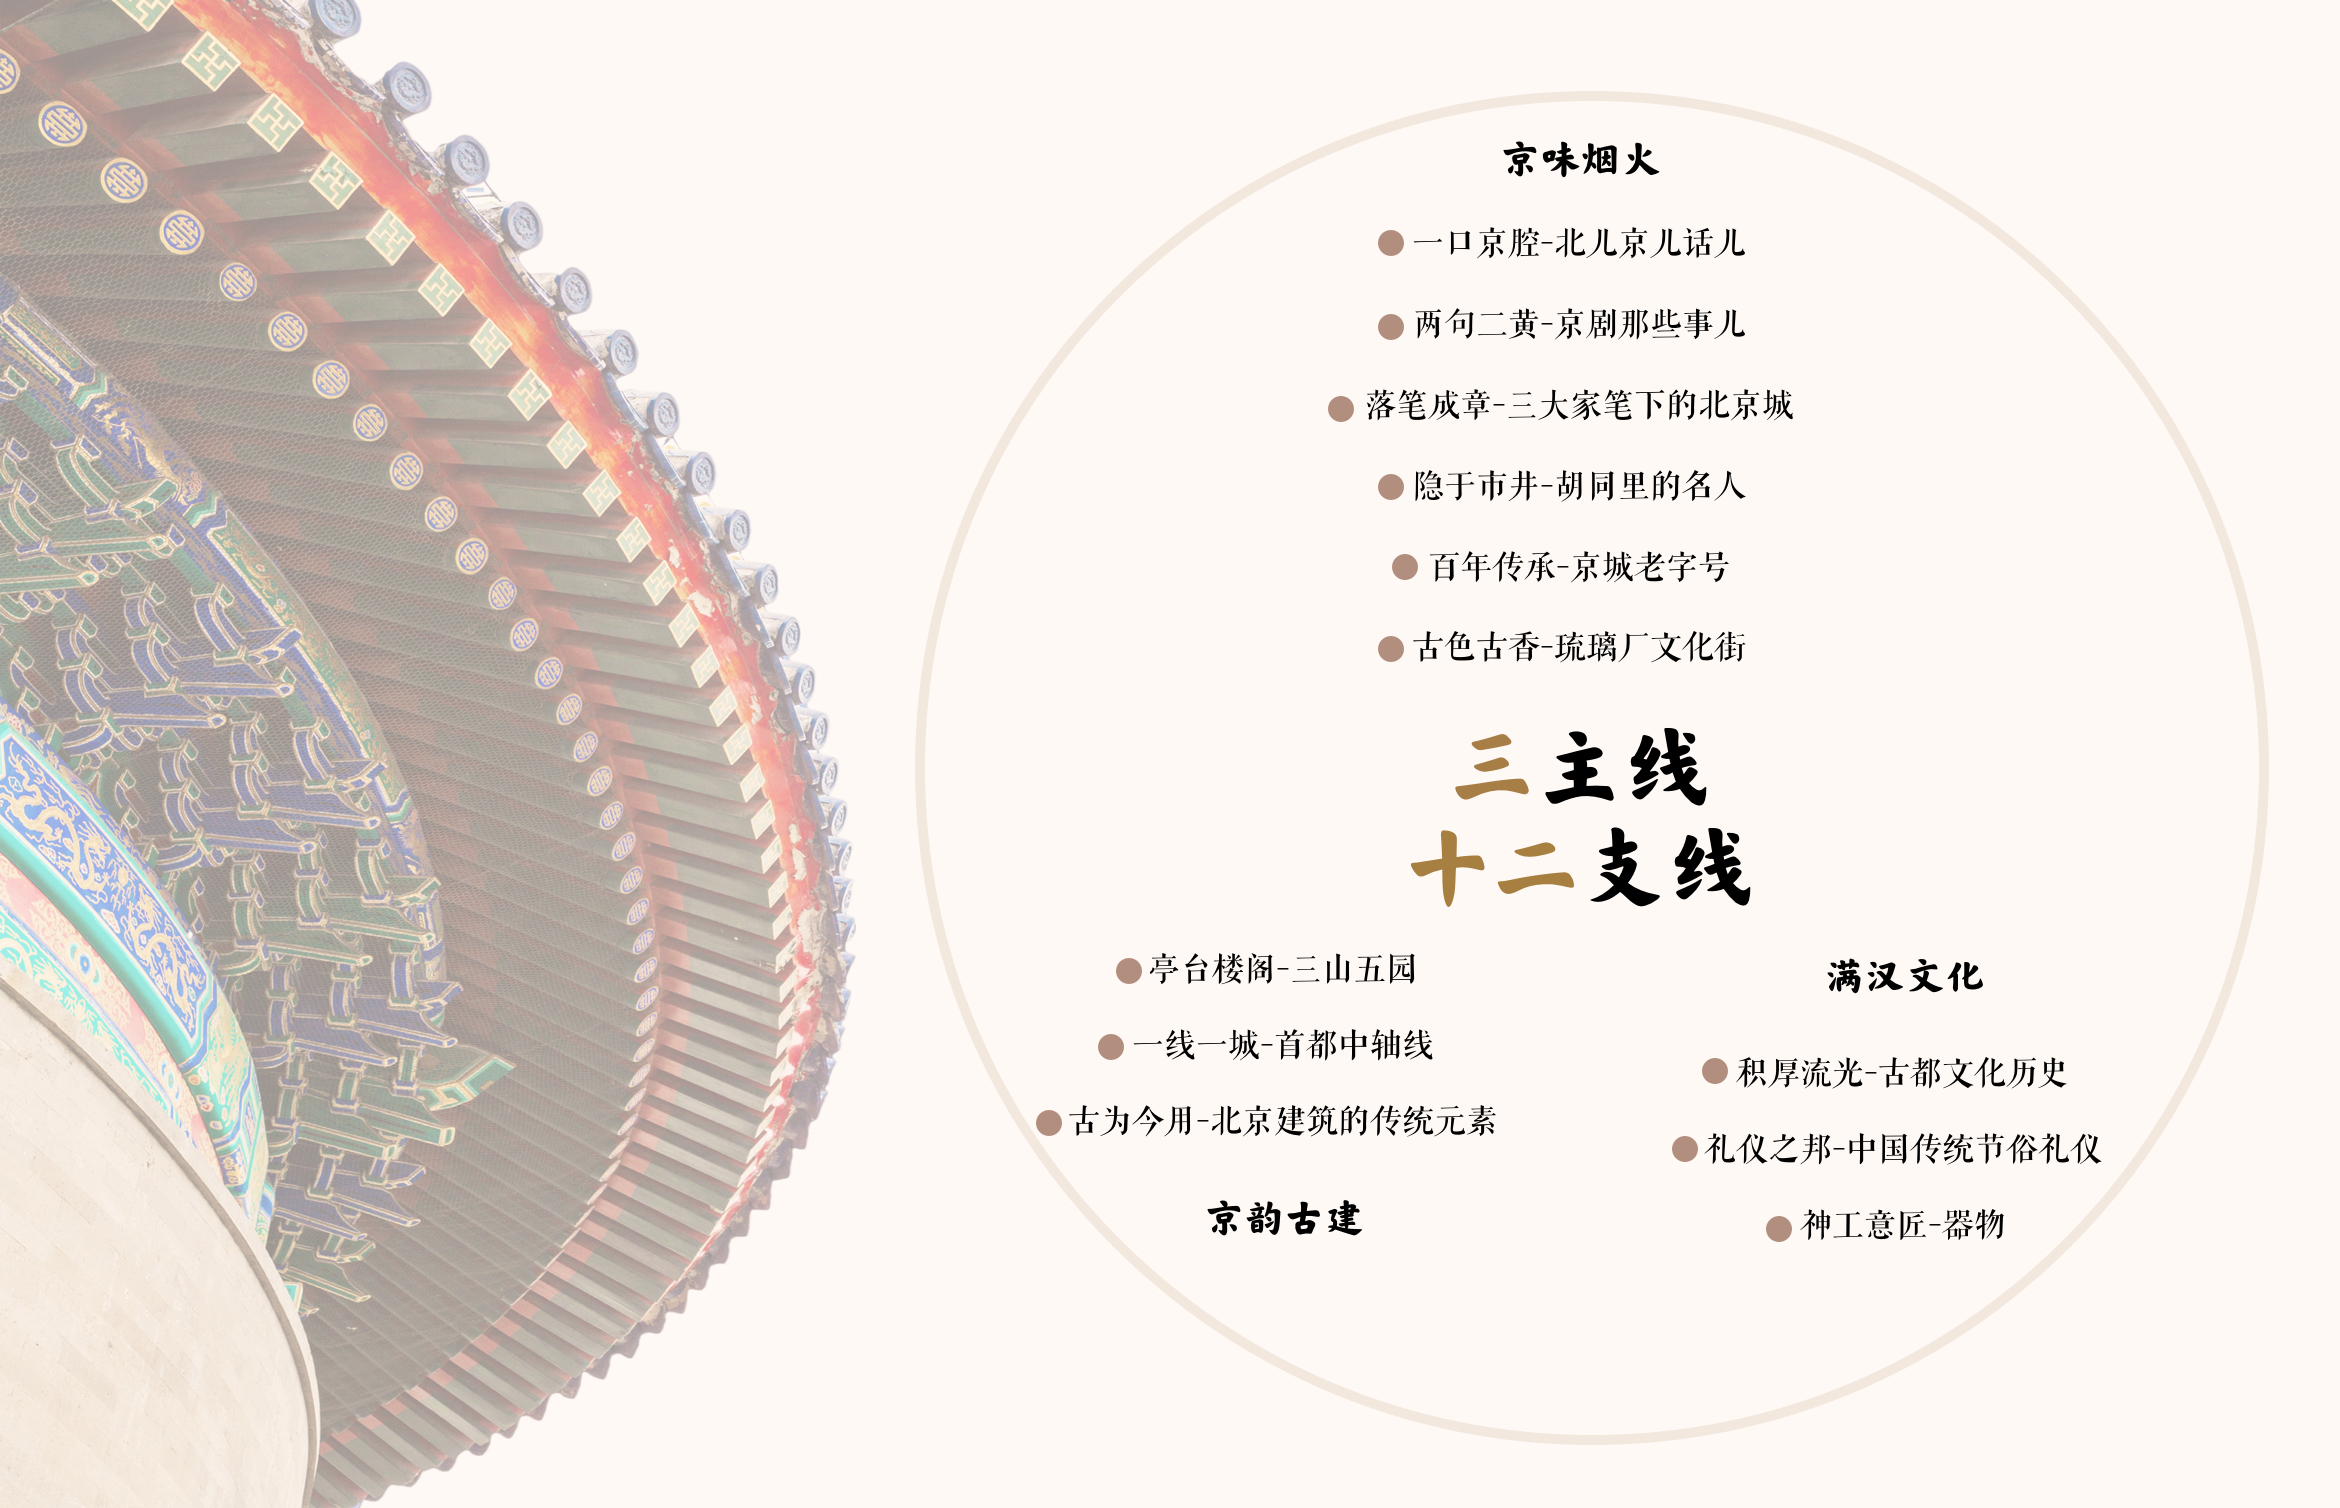 京味烟火
一口京腔-北儿京儿话儿
两句二黄-京剧那些事儿
落笔成章-三大家笔下的北京城
隐于市井-胡同里的名人
百年传承-京城老字号
古色古香-琉璃厂文化街
三主线
十二支线
亭台楼阁-三山五园
一线一城-首都中轴线
古为今用-北京建筑的传统元素
京韵古建
满汉文化
积厚流光-古都文化历史
礼仪之邦-中国传统节俗礼仪
神工意匠-器物